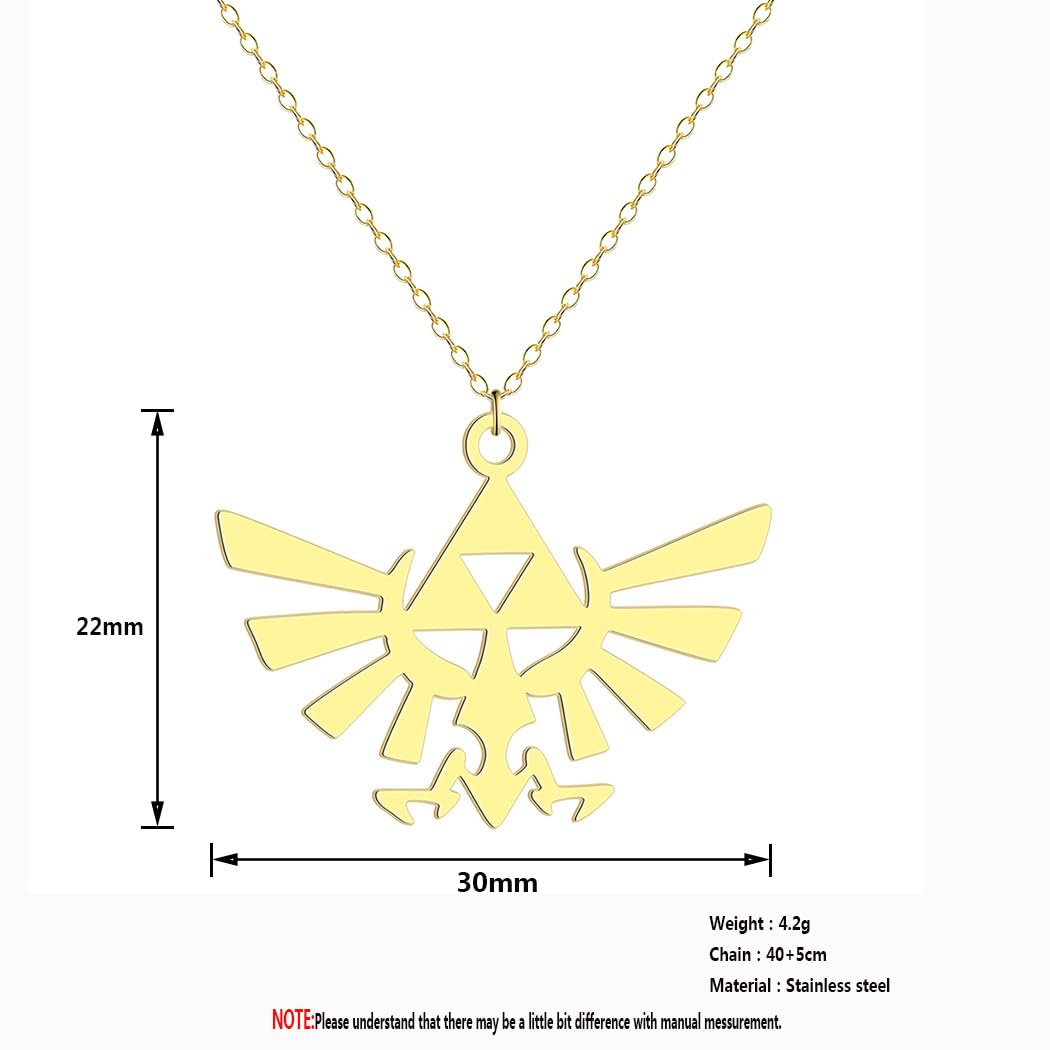 22mm
30mm
Weight : 4.2g
Chain : 40+5cm
Material : Stainless steel
NOTE:Please understand that there may be a little bit difference with manual messurement.